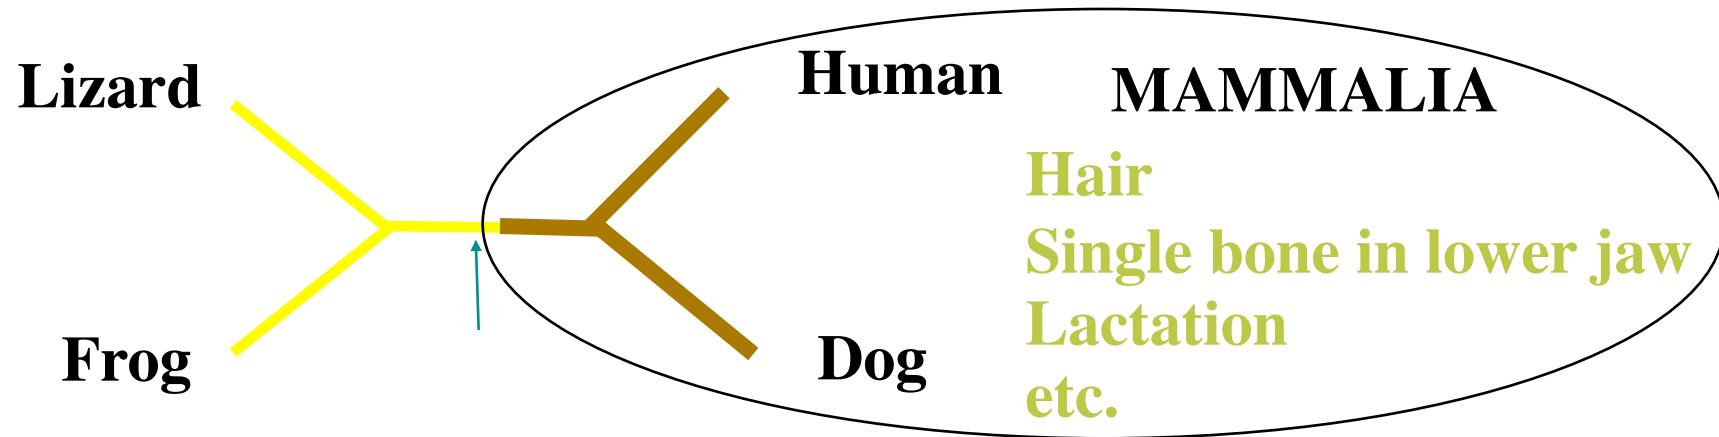 Lizard
Human
MAMMALIA
Hair
Single bone in lower jaw
Lactation
etc.
Frog
Dog